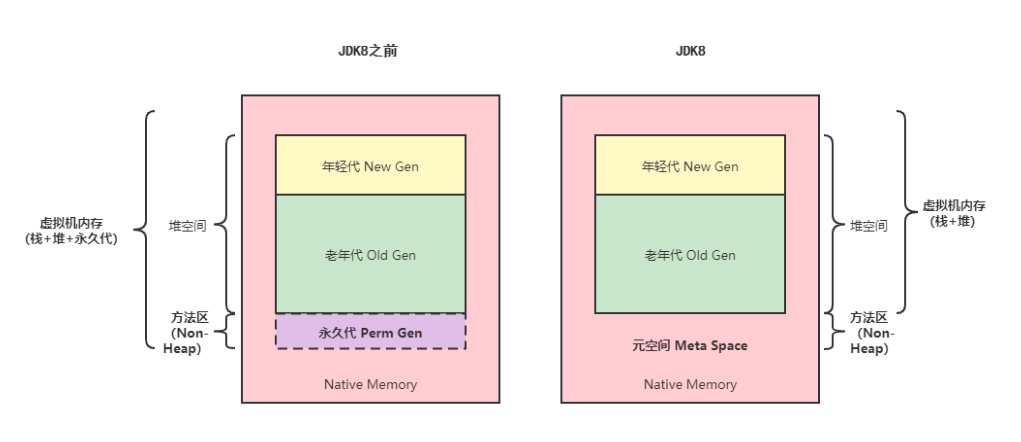 JDK8之前
年轻代 New Gen
老年代 Old Gen
永久代 Perm Gen
Native Memory
虚拟机内存
(栈+堆+永久代)
堆空间
方法区
(Non-
Heap)
JDK8
年轻代 New Gen
老年代 Old Gen
元空间 Meta Space
Native Memory
堆空间
方法区
(Non-
Heap)
虚拟机内存
(栈+堆)